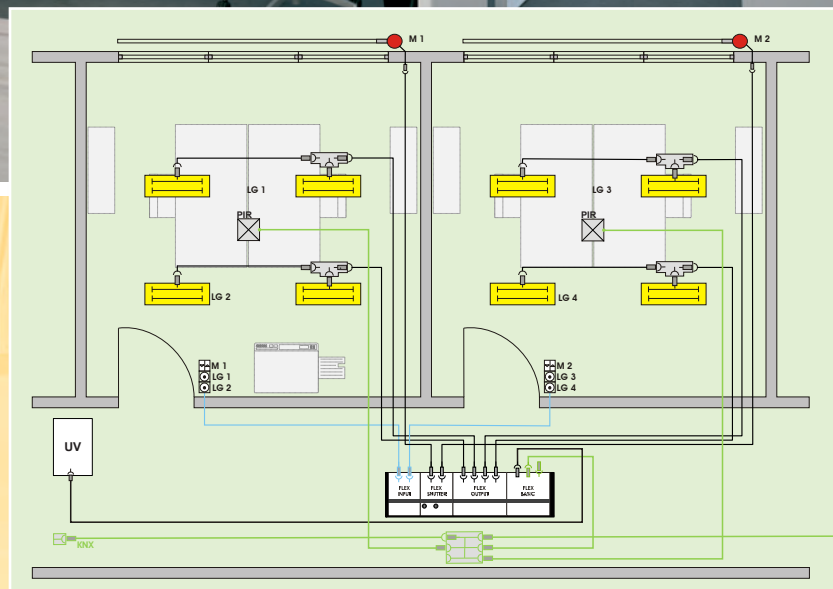 M 1
M 2
LG 1
LG 3
PIR
PIR
LG 2
LG 4
M 1
LG 1
LG 2
M 2
LG 3
LG 4
UV
FLEX INPUT
FLEX SHUTTER
FLEX OUTPUT
FLEX BASIC
KNX